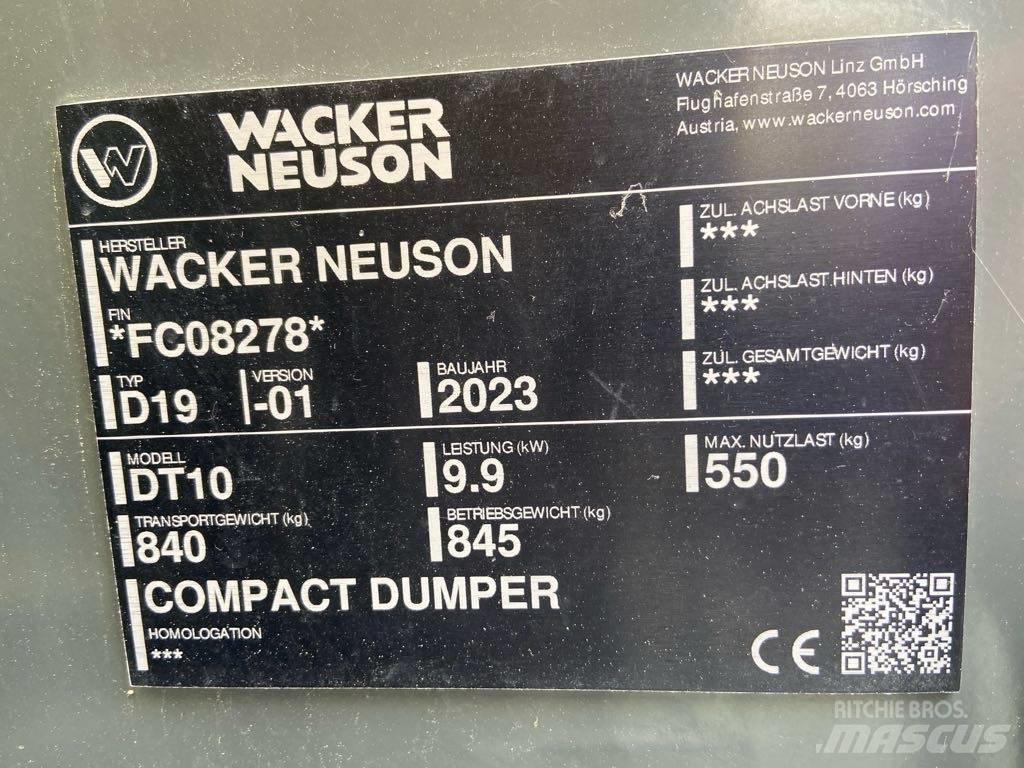 WACKER
NEUSON
WACKER NEUSON Linz GmbH
Flughafenstraße 7, 4063 Hörsching
Austria, www.wackerneuson.com
HERSTELLER
WACKER NEUSON
FIN
*FC08278*
TYP VERSION
D19 -01
BAUJAHR
2023
ZUL. ACHSLAST VORNE (kg)
***
ZUL. ACHSLAST HINTEN (kg)
***
ZUL. GESAMTGEWICHT (kg)
***
MODELL
DT10
LEISTUNG (kW)
9.9
MAX. NUTZLAST (kg)
550
TRANSPORTGEWICHT (kg)
840
BETRIEBSGEWICHT (kg)
845
COMPACT DUMPER
HOMOLOGATION
***
CE
RITCHIE BROS.
MASCUS